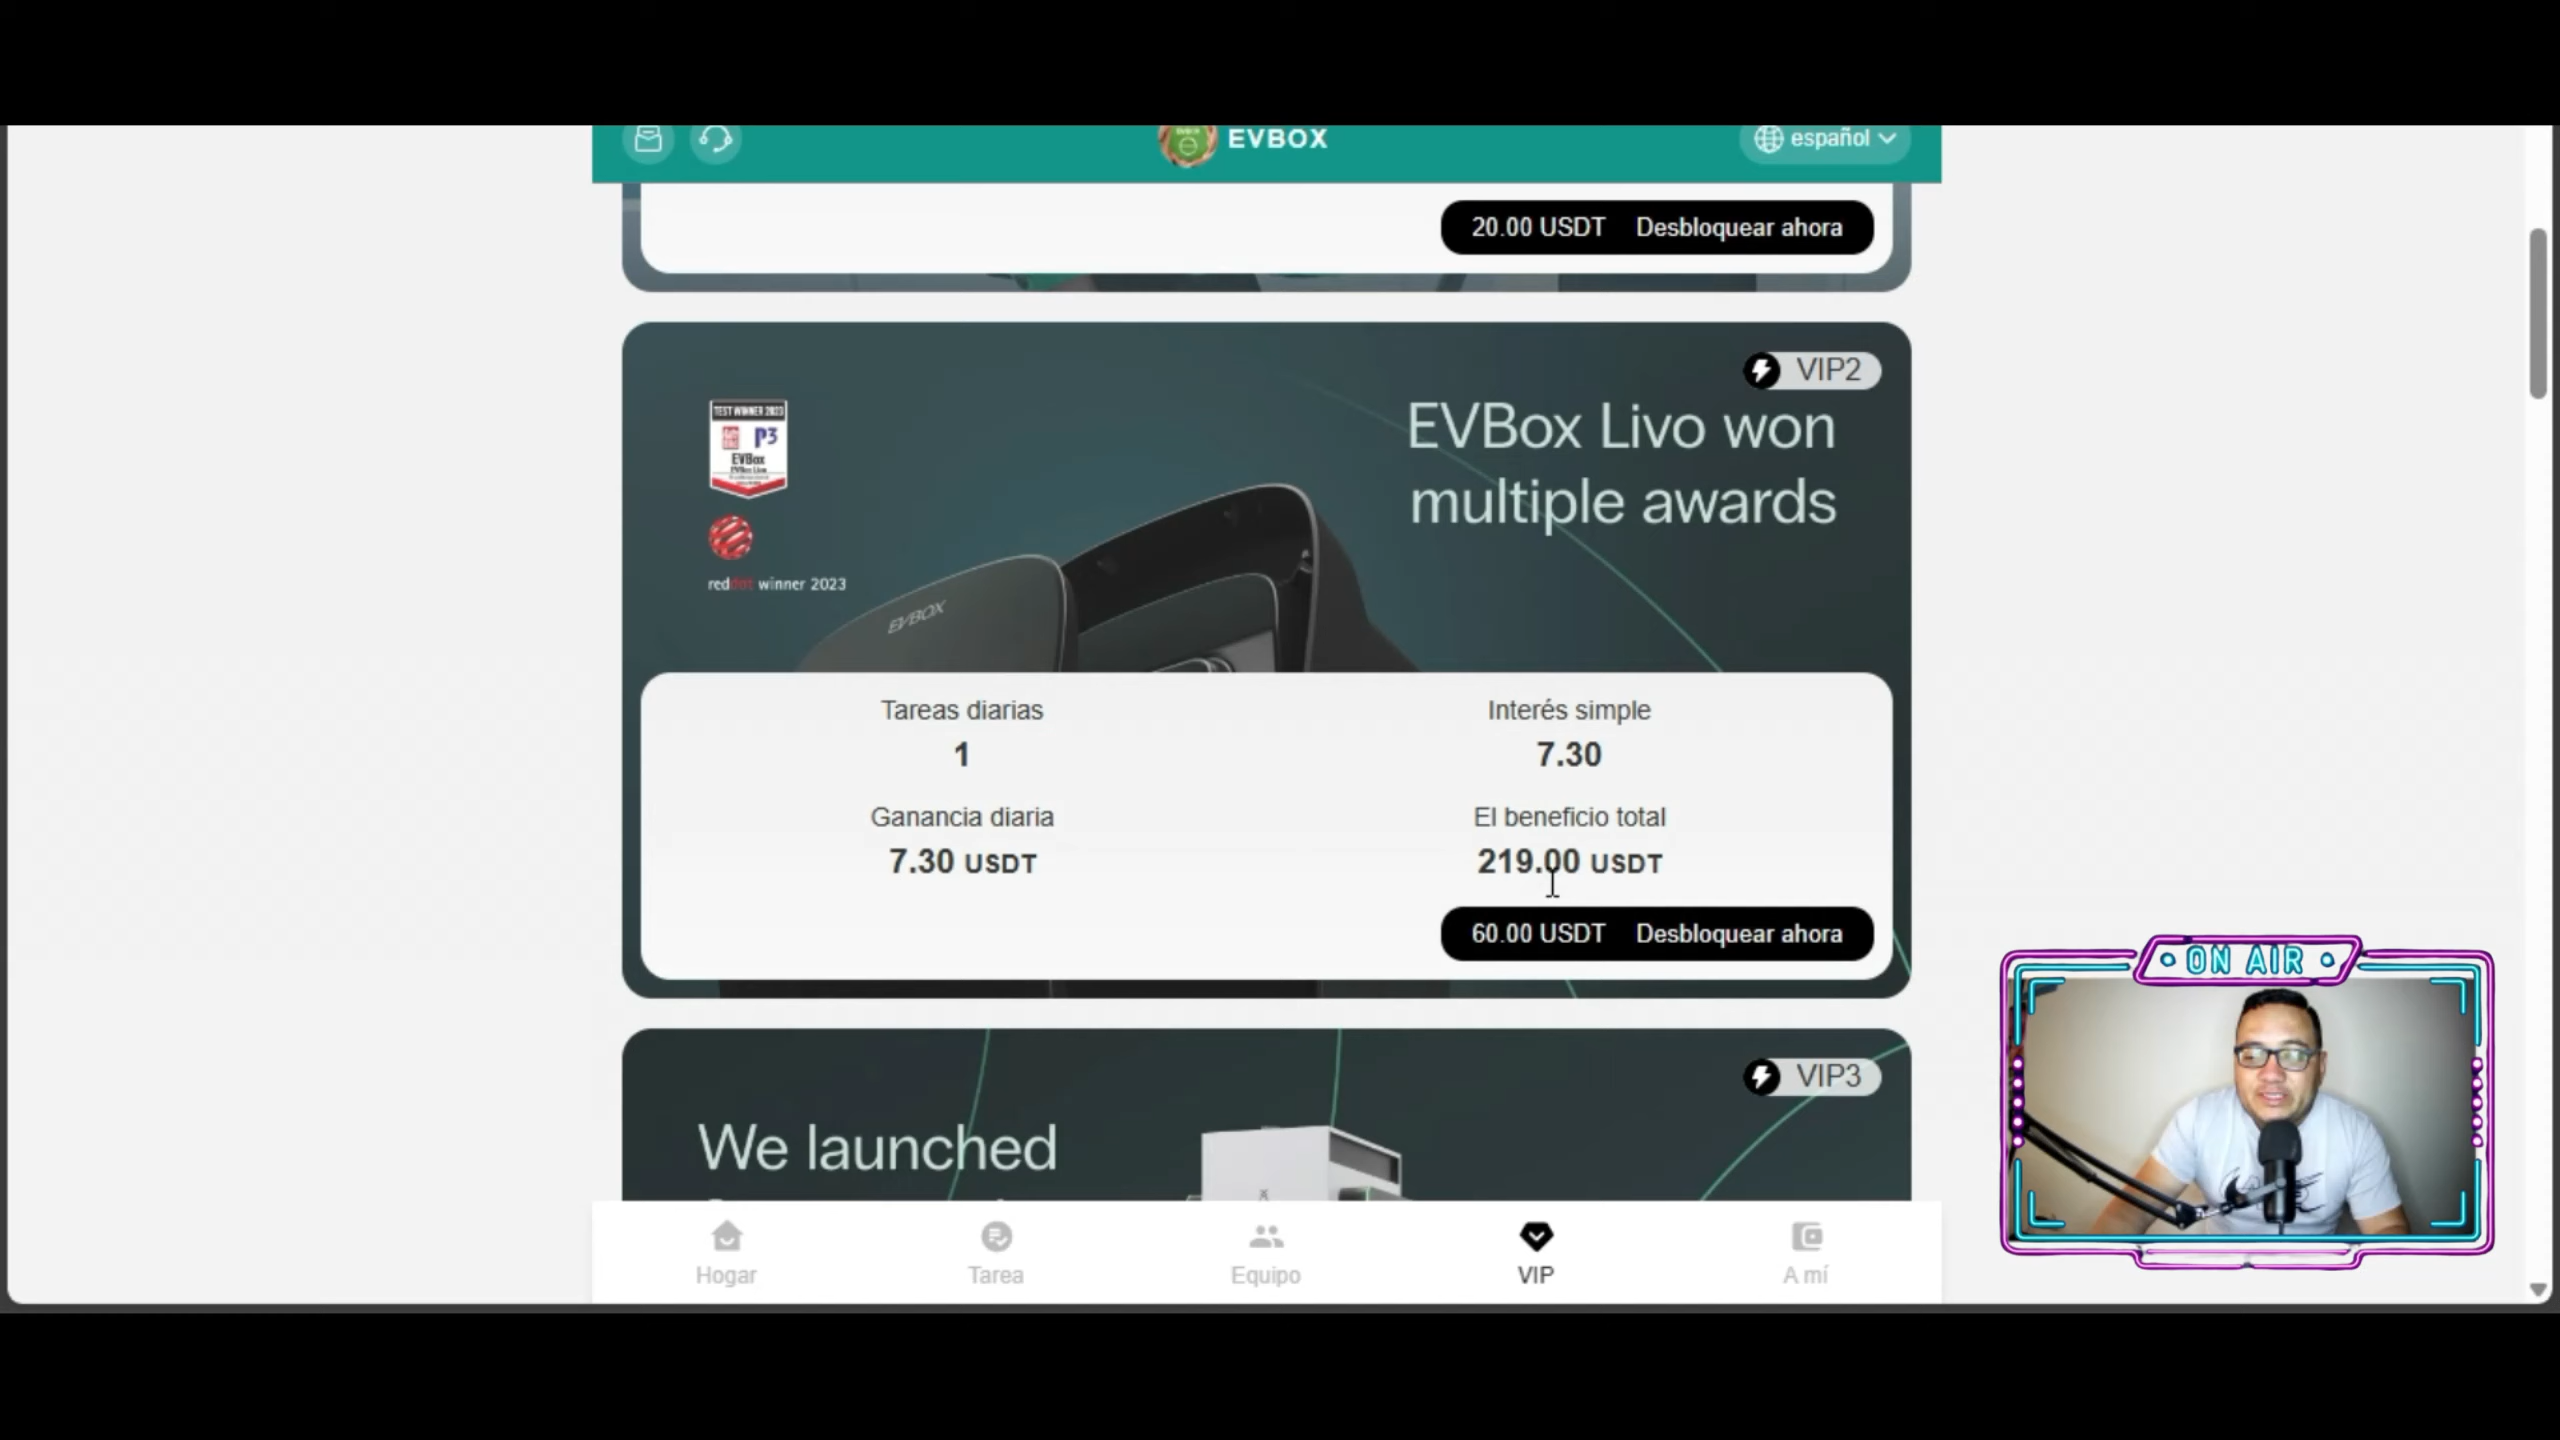 EVBOX
español
20.00 USDT Desbloquear ahora
VIP2
EVBox Livo won
multiple awards
TEST WINNER 2023
P3
EVBox
reddot winner 2023
EVBOX
Tareas diarias
1
Interés simple
7.30
Ganancia diaria
7.30 USDT
El beneficio total
219.00 USDT
60.00 USDT Desbloquear ahora
VIP3
We launched
ON AIR
Hogar
Tarea
Equipo
VIP
A mí